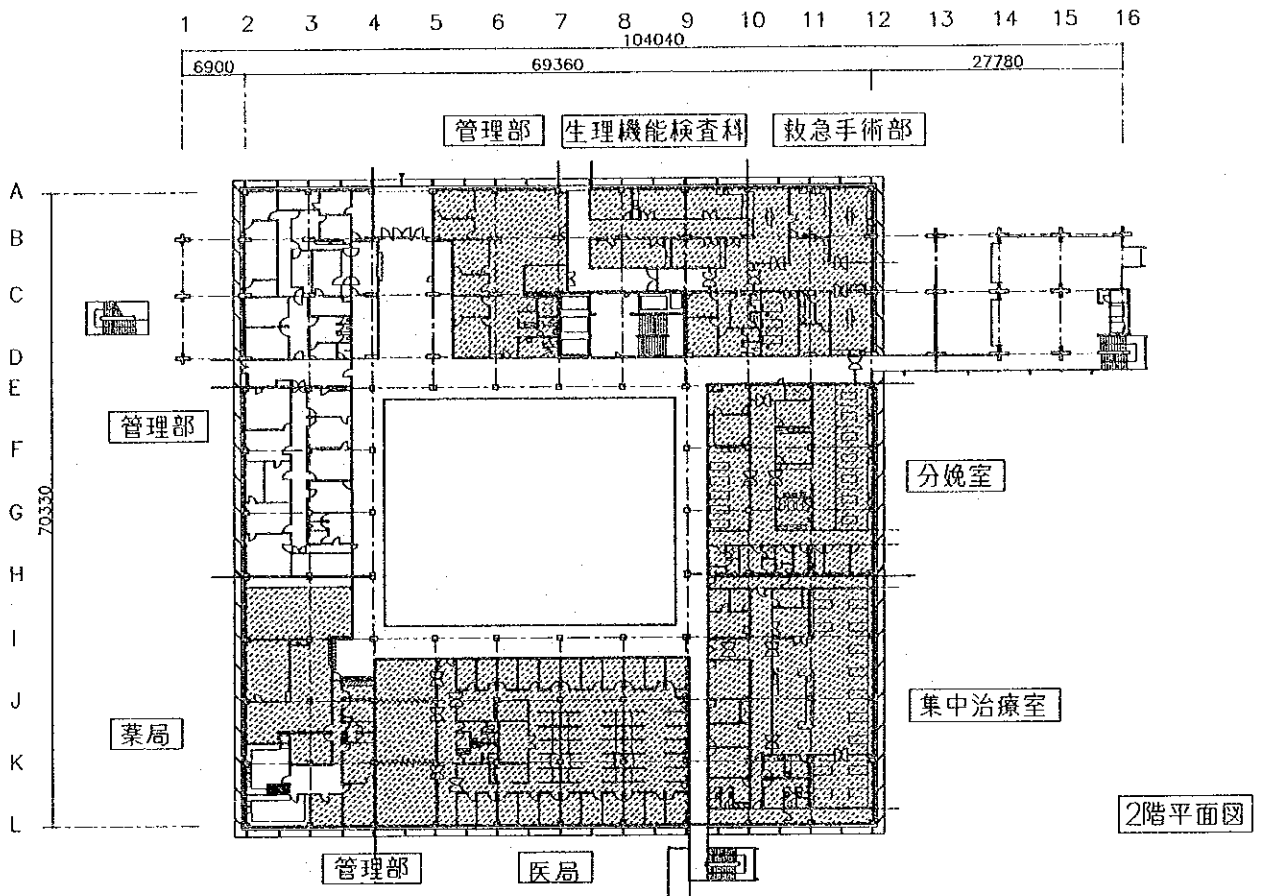 1 2 3 4 5 6 7 8 9 10 11 12 13 14 15 16
104040
6900 69360 27780
管理部 生理機能検査科 救急手術部
A
B
C
D
E
管理部
F
分娩室
G
70330
H
I
J
集中治療室
薬局
K
L
2階平面図
管理部 医局